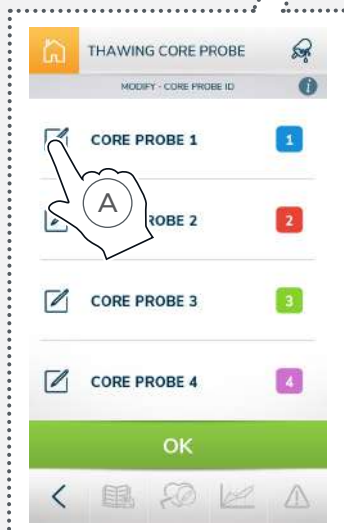 THAWING CORE PROBE
MODIFY - CORE PROBE ID
i
CORE PROBE 1 1
A
ROBE 2 2
CORE PROBE 3 3
CORE PROBE 4 4
OK